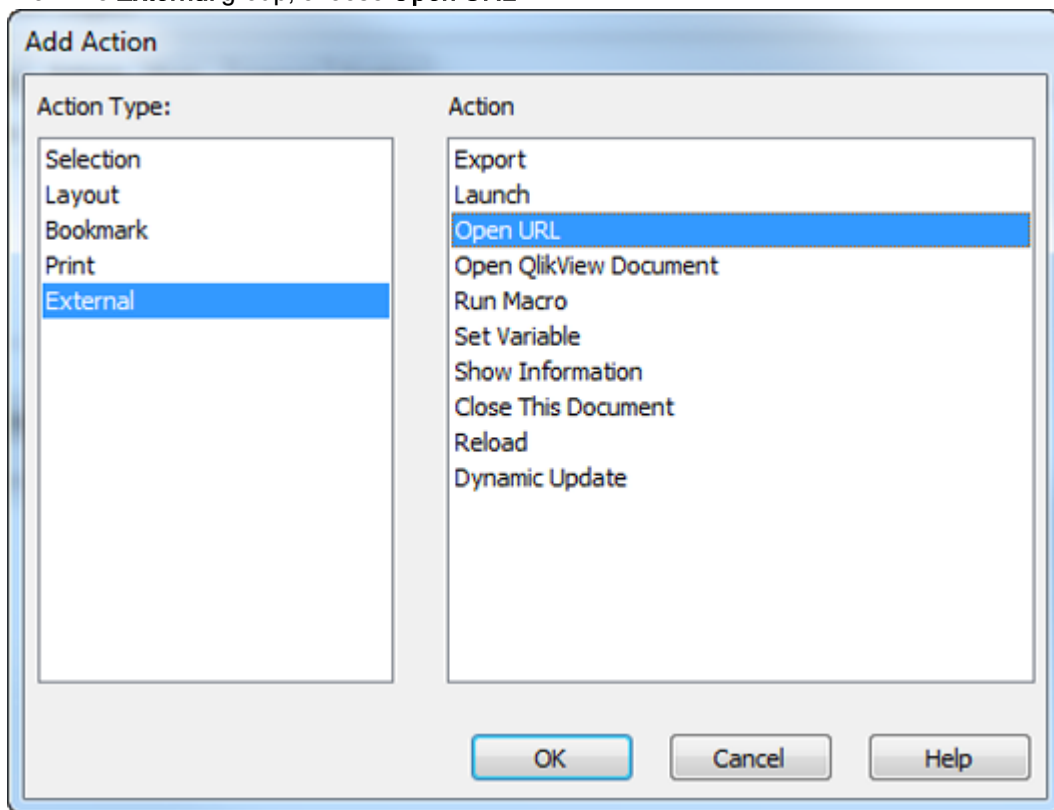 Add Action
Action Type:
Selection
Layout
Bookmark
Print
External
Action
Export
Launch
Open URL
Open QlikView Document
Run Macro
Set Variable
Show Information
Close This Document
Reload
Dynamic Update
OK Cancel Help